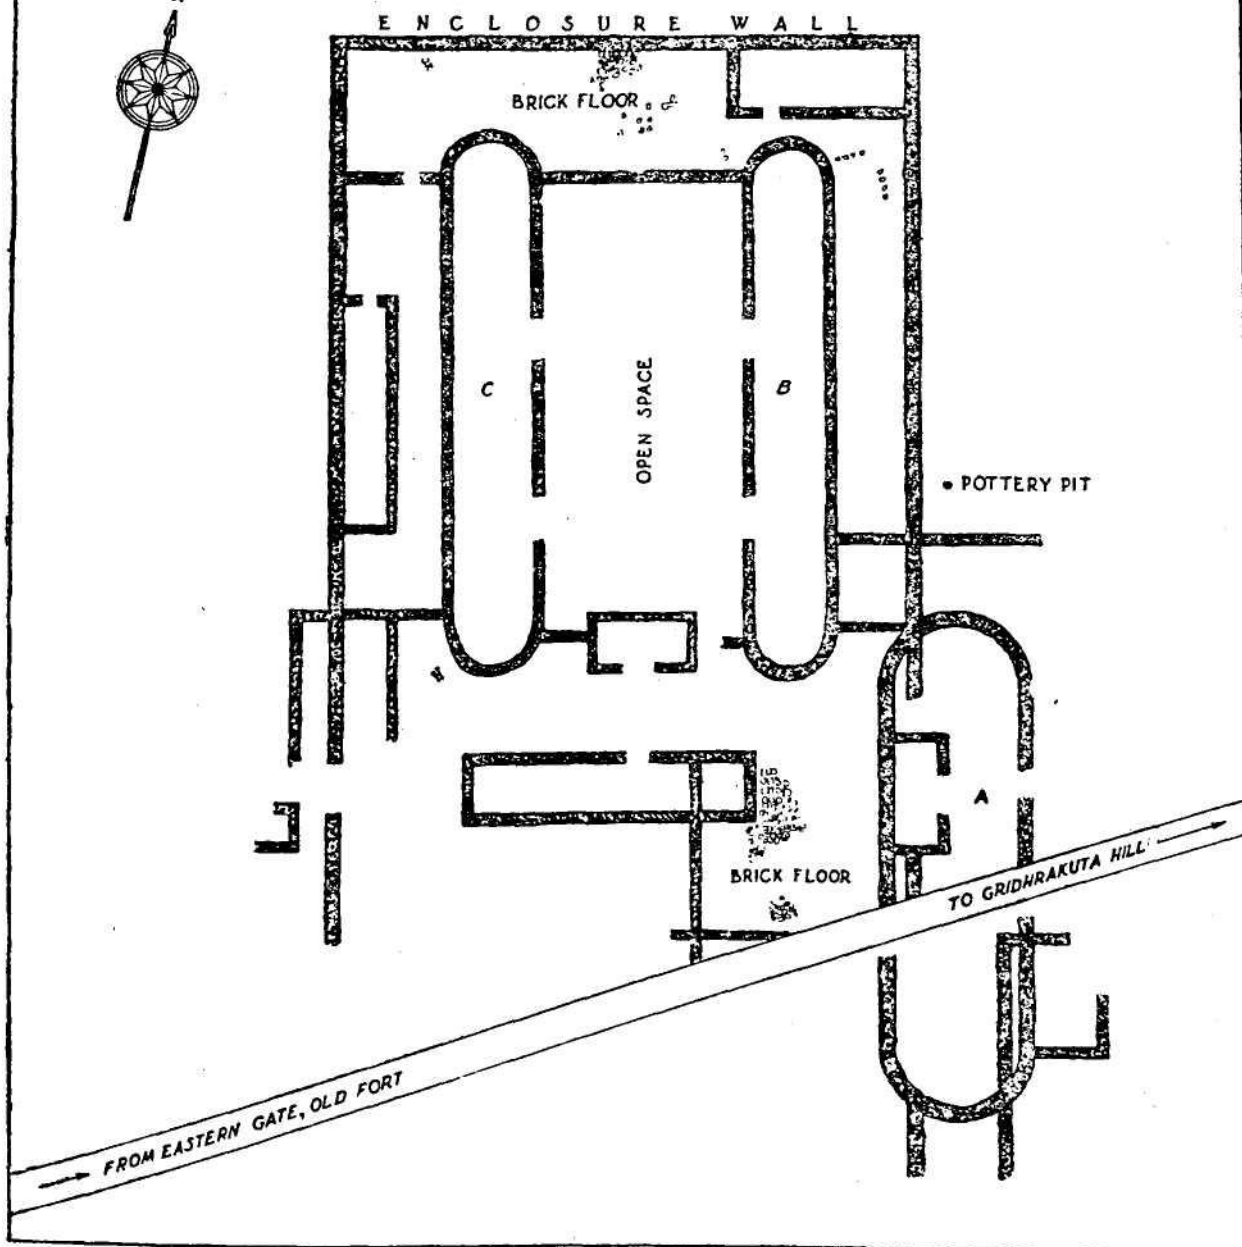 ENCLOSURE WALL
BRICK FLOOR
C
OPEN SPACE
B
POTTERY PIT
A
BRICK FLOOR
TO GRIDHRAKUTA HILL
FROM EASTERN GATE, OLD FORT